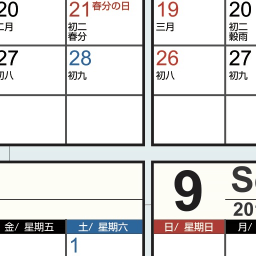 20 21 春分の日
二月 初二
春分
27 28
初八 初九
19 20
三月 初二
穀雨
26 27
初八 初九
金/ 星期五 土/ 星期六
1
9
日/ 星期日 月/